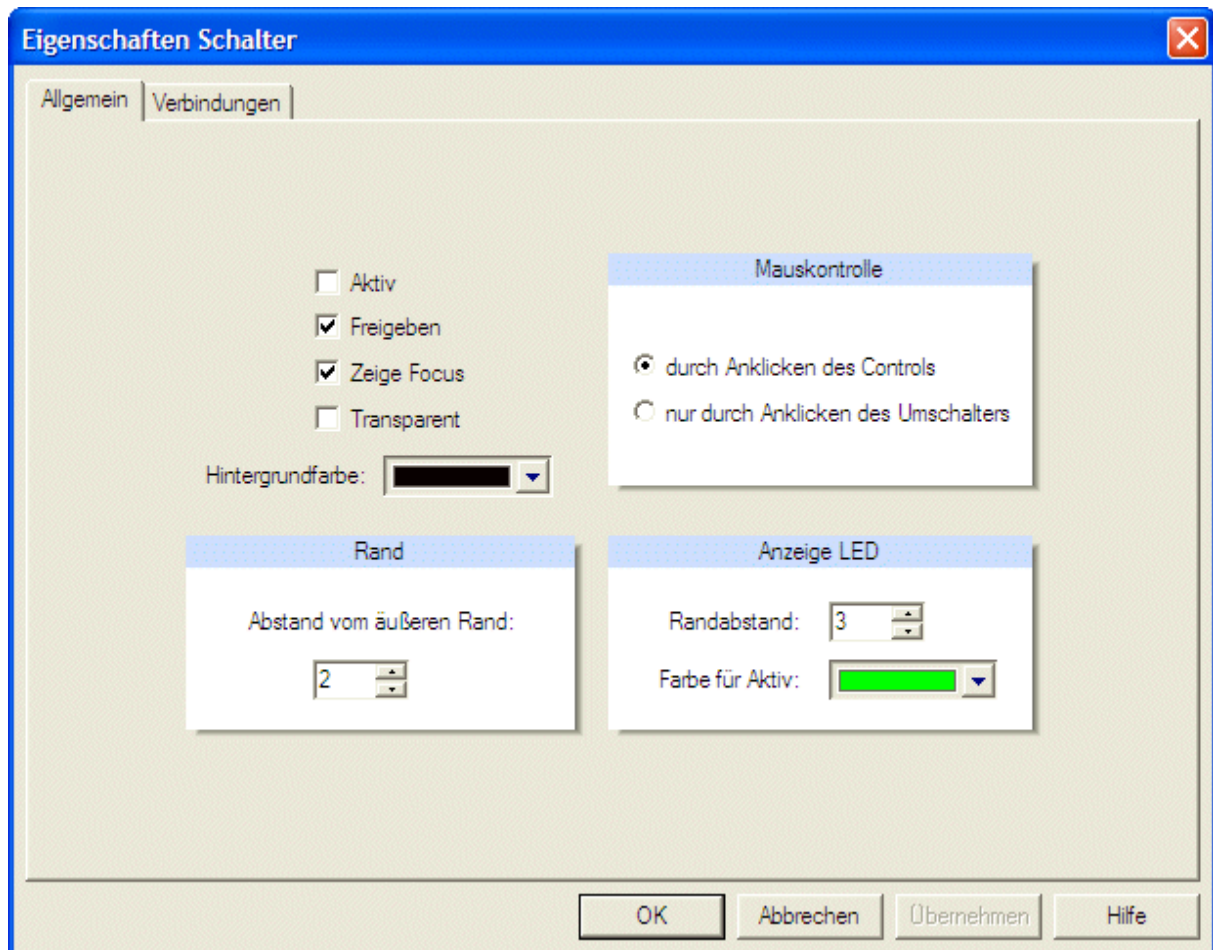 Eigenschaften Schalter
Allgemein
Verbindungen
Aktiv
Freigeben
Zeige Focus
Transparent
Hintergrundfarbe:
Mauskontrolle
durch Anklicken des Controls
nur durch Anklicken des Umschalters
Rand
Abstand vom äußeren Rand:
2
Anzeige LED
Randabstand: 3
Farbe für Aktiv:
OK
Abbrechen
Übernehmen
Hilfe